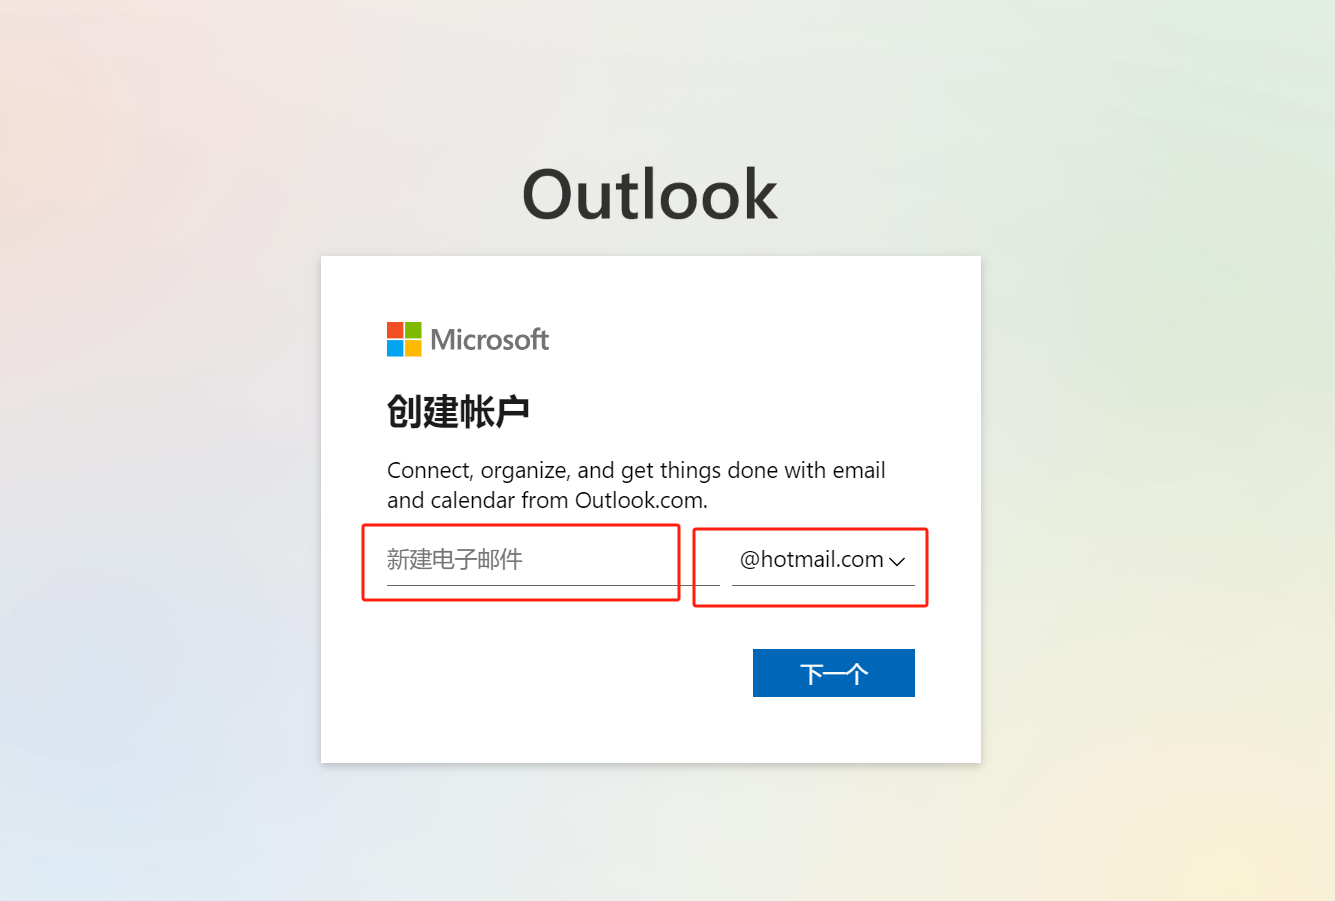 Outlook
Microsoft
创建帐户
Connect, organize, and get things done with email
and calendar from Outlook.com.
新建电子邮件 @hotmail.com
下一个